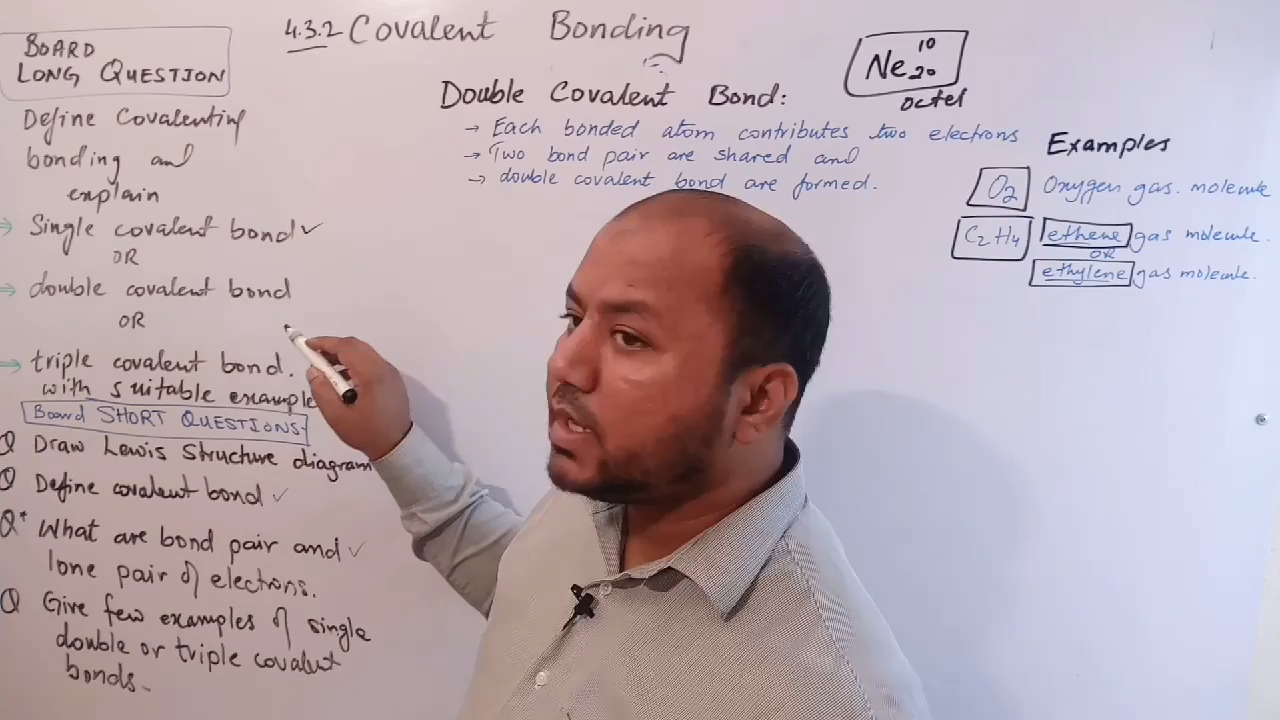 4.3.2 Covalent Bonding
BOARD
LONG QUESTION
Define Covalenting
bonding and
explain
→ Single covalent bond ✓
OR
→ double covalent bond
OR
→ triple covalent bond.
with suitable example
Board SHORT QUESTIONS.
Q Draw Lewis Structure diagram
Q Define covalent bond ✓
Q* What are bond pair and ✓
lone pair of electrons.
Q Give few examples of single
double or triple covalent
bonds.
Double Covalent Bond:
→ Each bonded atom contributes two electrons
→ Two bond pair are shared and
→ double covalent bond are formed.
Ne 10 20
octet
Examples
O2 Oxygen gas. molecule
C2H4 ethene gas molecule.
OR
ethylene gas molecule.